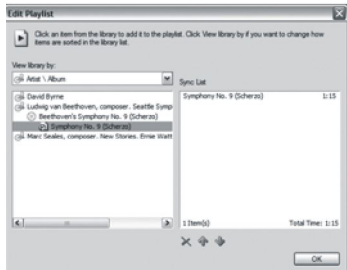 Edit Playlist
Click an item from the library to add it to the playlist. Click View library by if you want to change how
items are sorted in the library list.
View library by:
Artist \ Album
Sync List
David Byrne
Ludwig van Beethoven, composer. Seattle Symp
Beethoven's Symphony No. 9 (Scherzo)
Symphony No. 9 (Scherzo)
Marc Seales, composer. New Stories. Ernie Watt
Symphony No. 9 (Scherzo) 1:15
1 Item(s) Total Time: 1:15
OK